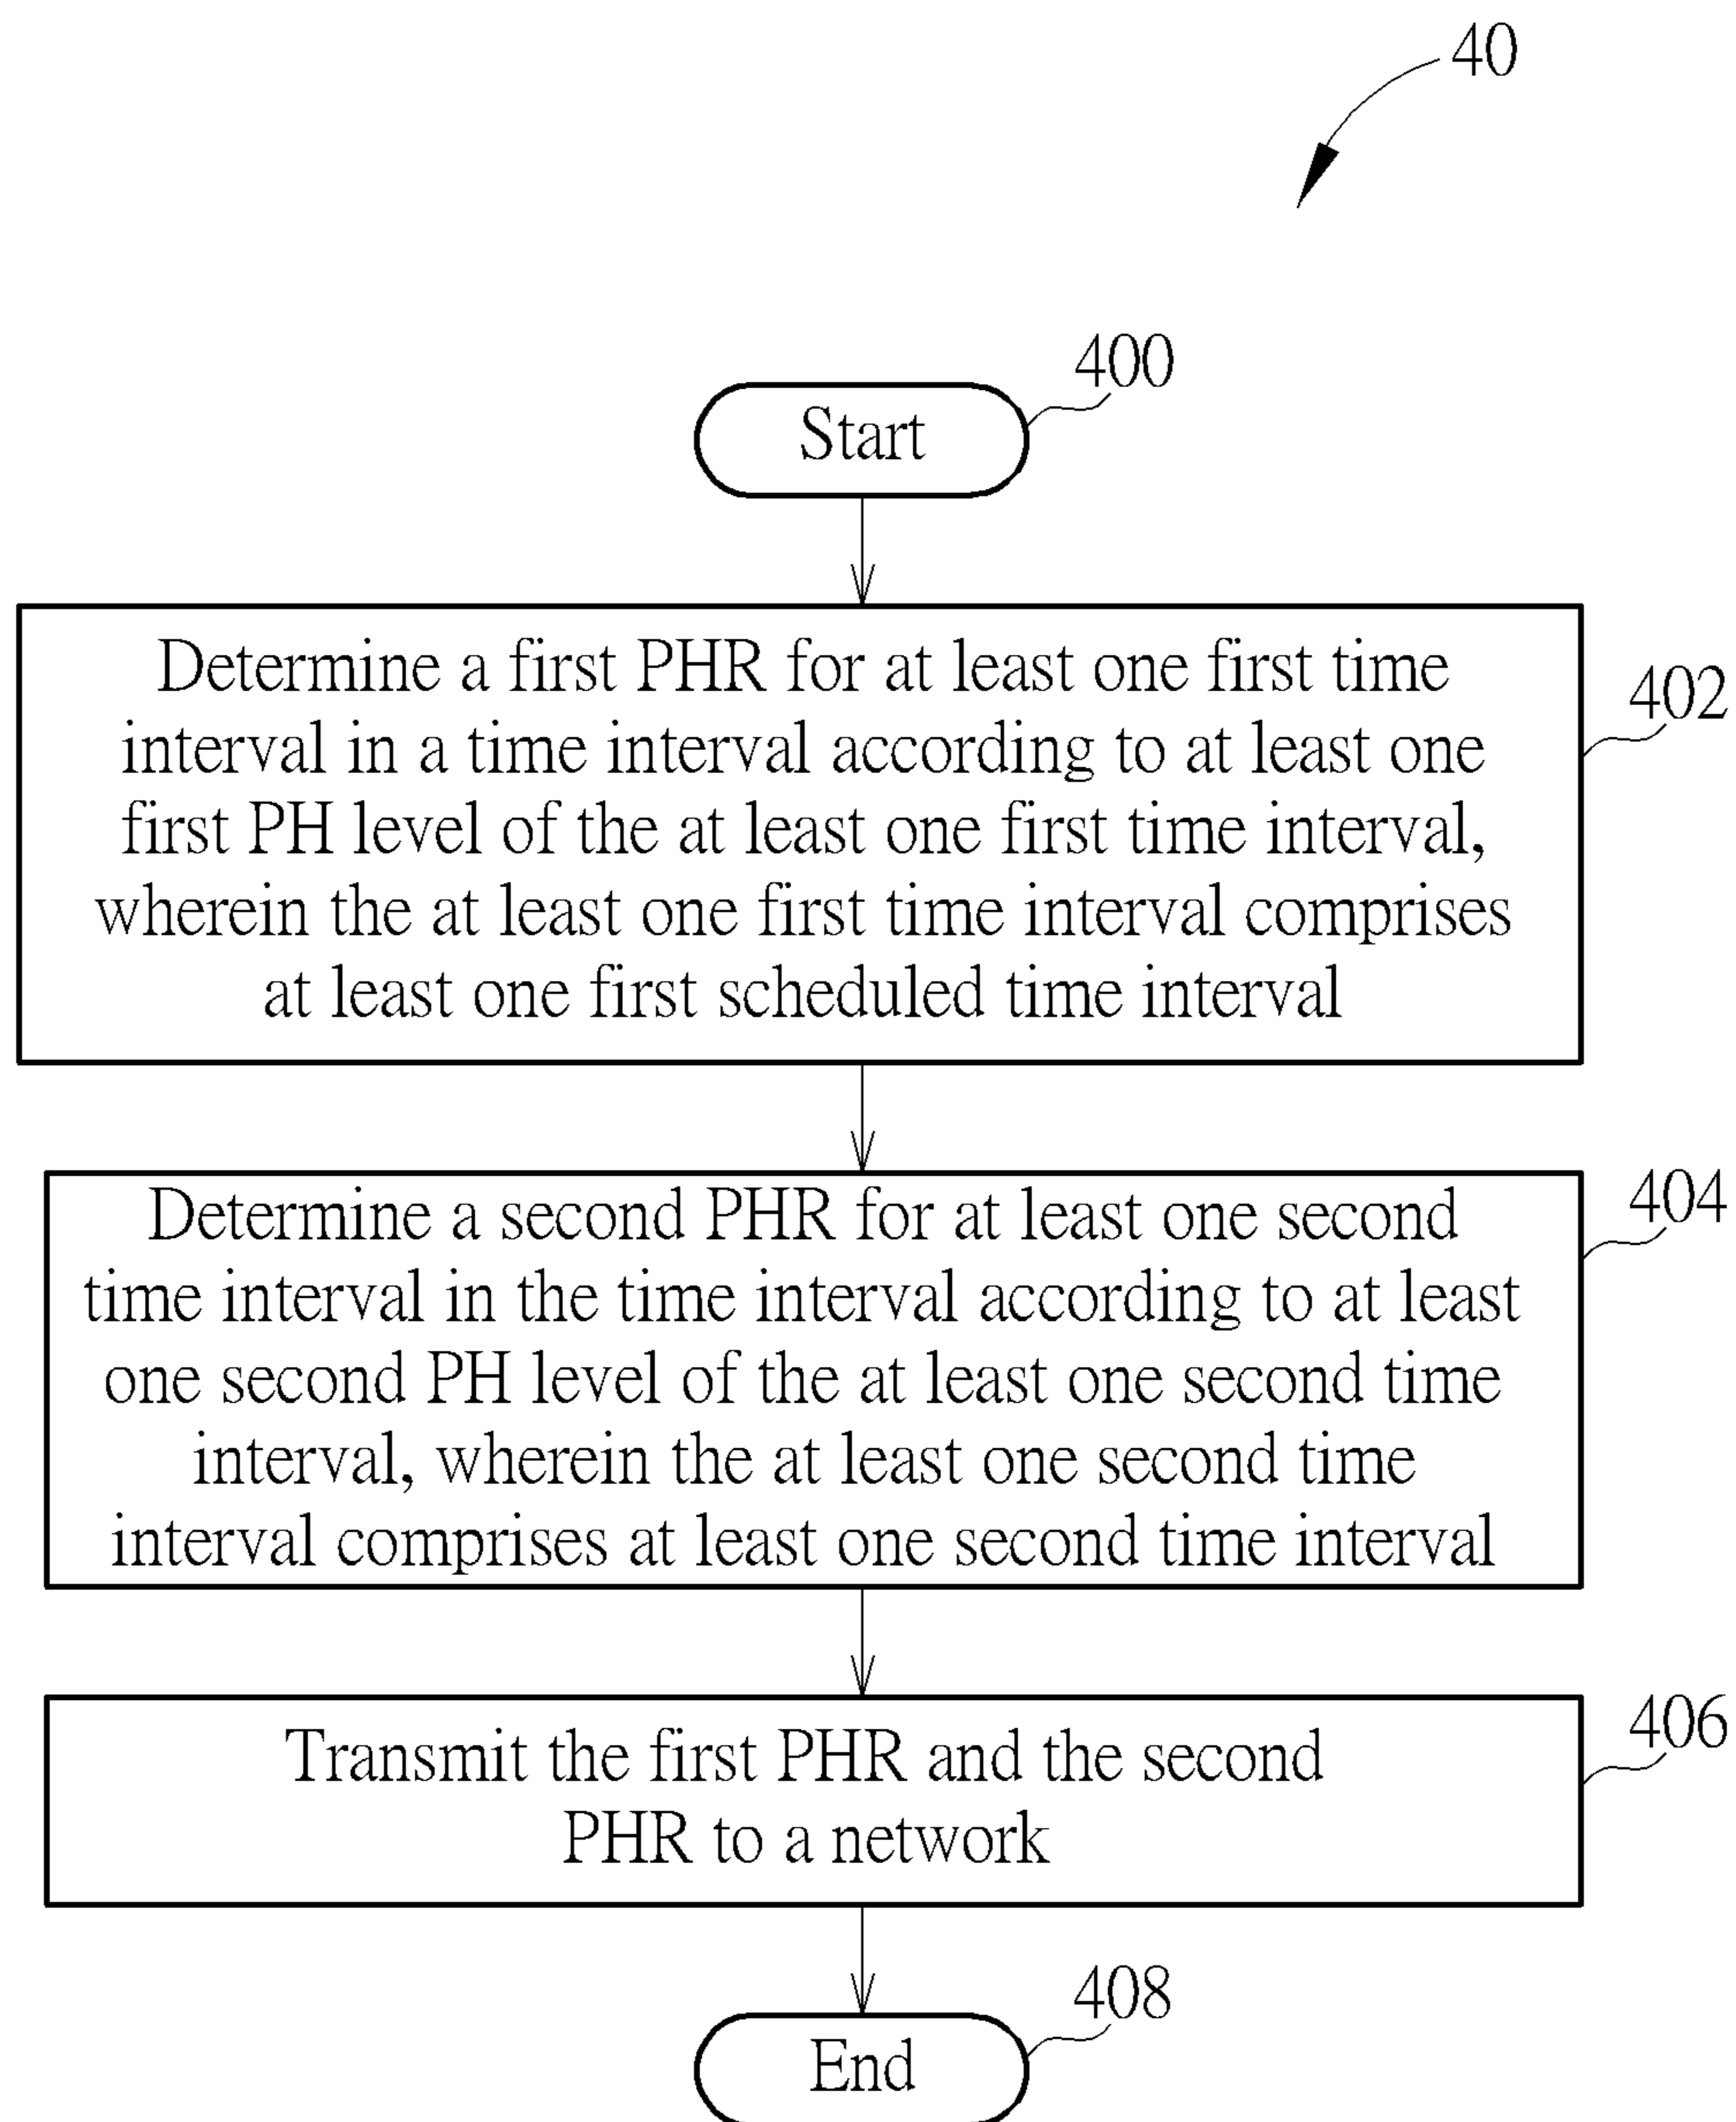 40
400
Start
Determine a first PHR for at least one first time
interval in a time interval according to at least one
first PH level of the at least one first time interval,
wherein the at least one first time interval comprises
at least one first scheduled time interval
402
Determine a second PHR for at least one second
time interval in the time interval according to at least
one second PH level of the at least one second time
interval, wherein the at least one second time
interval comprises at least one second time interval
404
Transmit the first PHR and the second
PHR to a network
406
408
End